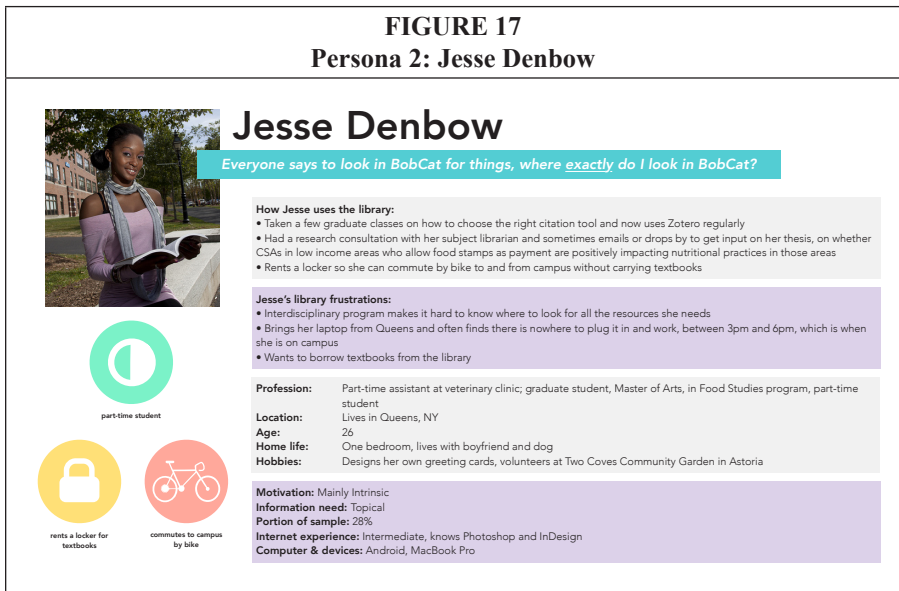 FIGURE 17
Persona 2: Jesse Denbow
Jesse Denbow
Everyone says to look in BobCat for things, where exactly do I look in BobCat?
How Jesse uses the library:
• Taken a few graduate classes on how to choose the right citation tool and now uses Zotero regularly
• Had a research consultation with her subject librarian and sometimes emails or drops by to get input on her thesis, on whether
CSAs in low income areas who allow food stamps as payment are positively impacting nutritional practices in those areas
• Rents a locker so she can commute by bike to and from campus without carrying textbooks
Jesse's library frustrations:
• Interdisciplinary program makes it hard to know where to look for all the resources she needs
• Brings her laptop from Queens and often finds there is nowhere to plug it in and work, between 3pm and 6pm, which is when
she is on campus
• Wants to borrow textbooks from the library
part-time student
Profession: Part-time assistant at veterinary clinic; graduate student, Master of Arts, in Food Studies program, part-time
student
Location: Lives in Queens, NY
Age: 26
Home life: One bedroom, lives with boyfriend and dog
Hobbies: Designs her own greeting cards, volunteers at Two Coves Community Garden in Astoria
rents a locker for
textbooks
commutes to campus
by bike
Motivation: Mainly Intrinsic
Information need: Topical
Portion of sample: 28%
Internet experience: Intermediate, knows Photoshop and InDesign
Computer & devices: Android, MacBook Pro